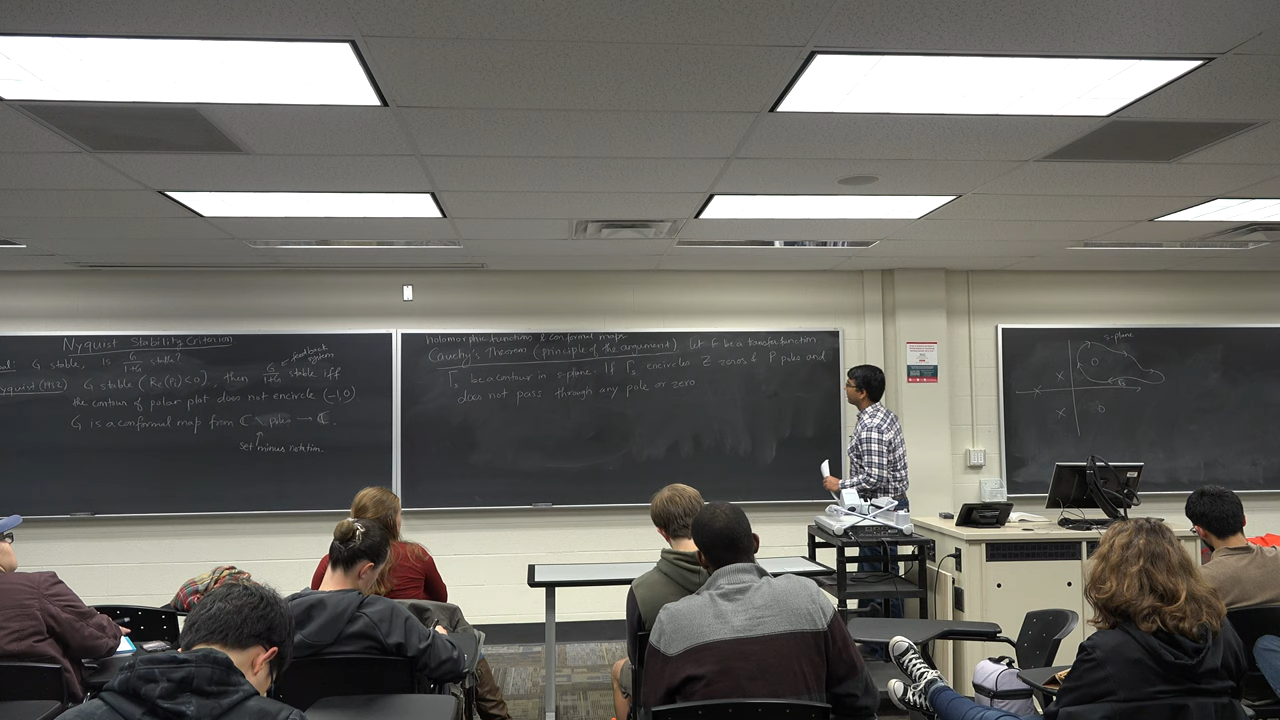 Nyquist Stability Criterion
al: G stable, is G/1+G stable?
feedback system
yquist (1932) G stable (Re(Pi)<0), then G/1+G stable iff
the contour of polar plot does not encircle (-1,0)
G is a conformal map from ℂ \ poles → ℂ.
set minus notation.
holomorphic functions & conformal maps
Cauchy's Theorem (principle of the argument) Let F be a transfer function
Γs be a contour in s-plane. If Γs encircles Z zeros & P poles and
does not pass through any pole or zero
s-plane
Γs